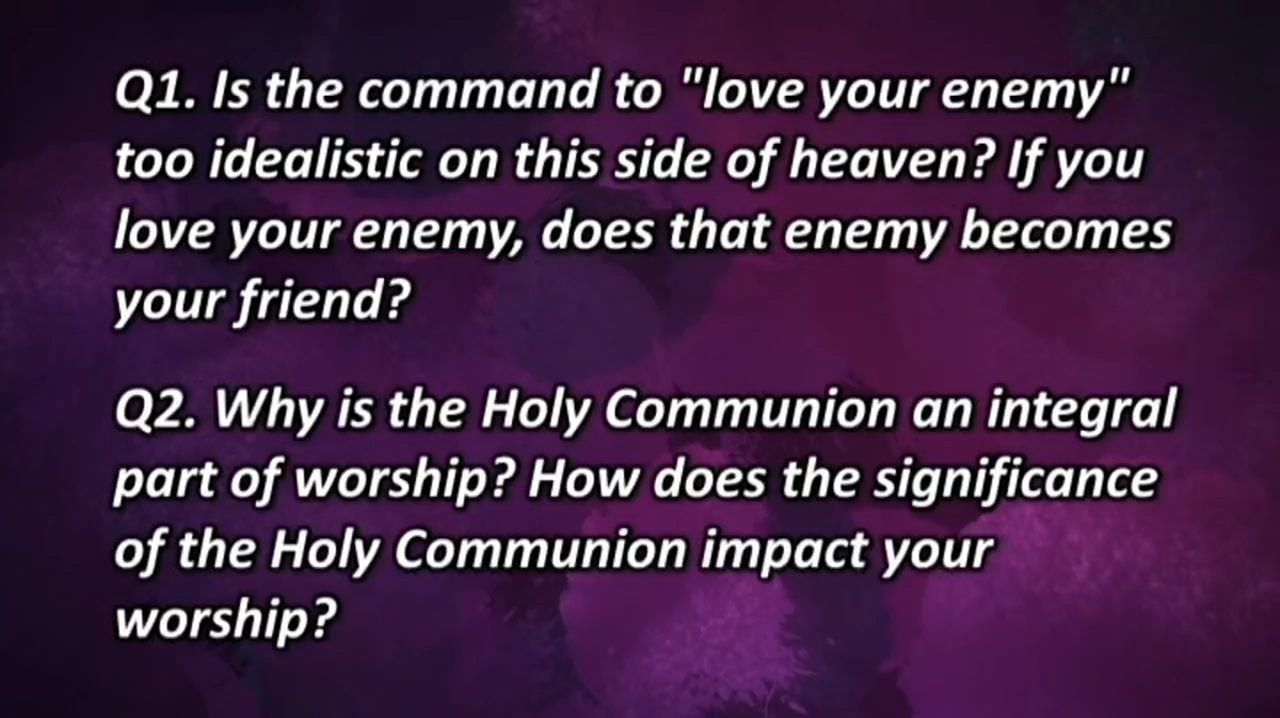 Q1. Is the command to "love your enemy"
too idealistic on this side of heaven? If you
love your enemy, does that enemy becomes
your friend?
Q2. Why is the Holy Communion an integral
part of worship? How does the significance
of the Holy Communion impact your
worship?